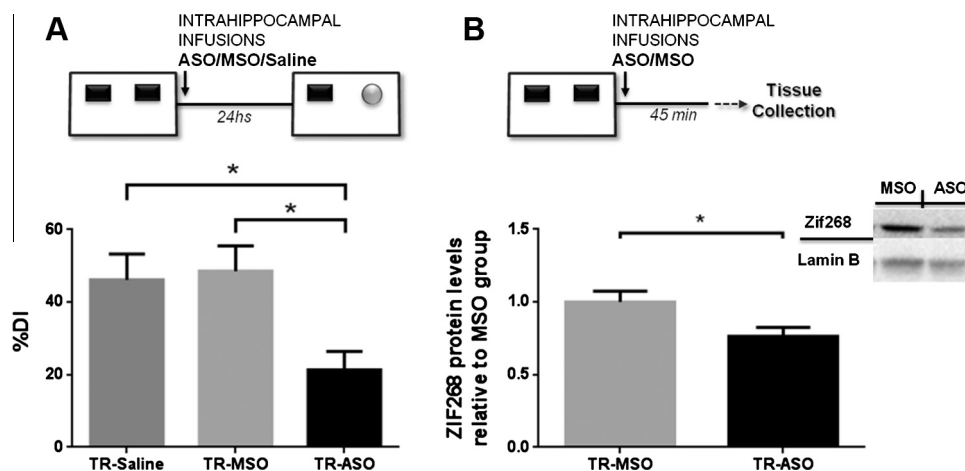 A
INTRAHIPPOCAMPAL
INFUSIONS
ASO/MSO/Saline
24hs
*
*
60
40
20
0
%DI
TR-Saline
TR-MSO
TR-ASO
B
INTRAHIPPOCAMPAL
INFUSIONS
ASO/MSO
45 min
Tissue
Collection
MSO
ASO
Zif268
Lamin B
*
1.5
1.0
0.5
0.0
ZIF268 protein levels
relative to MSO group
TR-MSO
TR-ASO